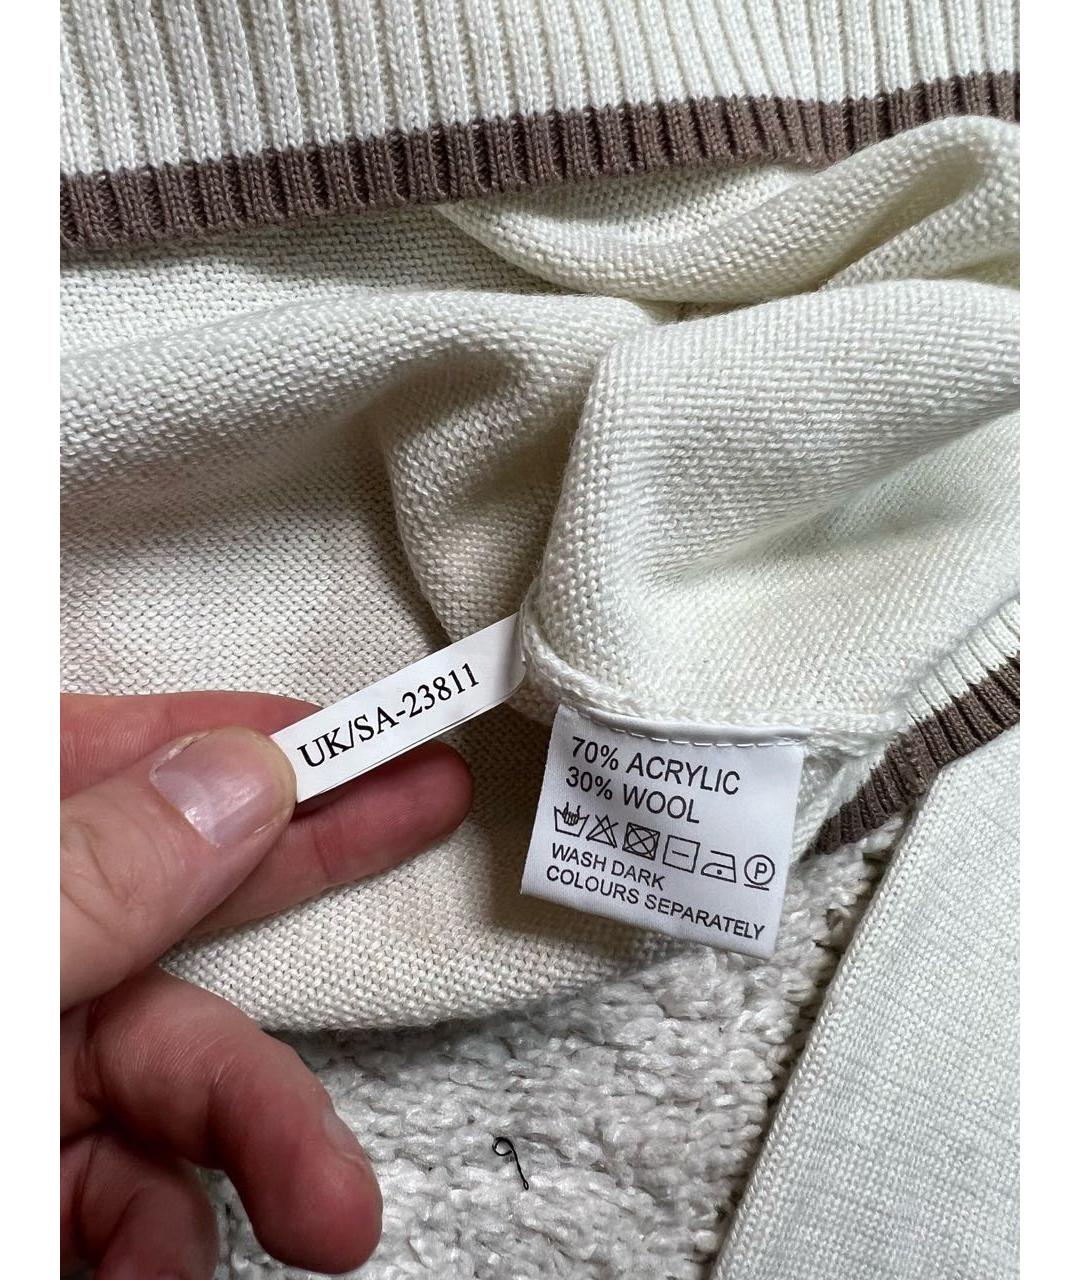 UK/SA-23811
70% ACRYLIC
30% WOOL
P
WASH DARK
COLOURS SEPARATELY